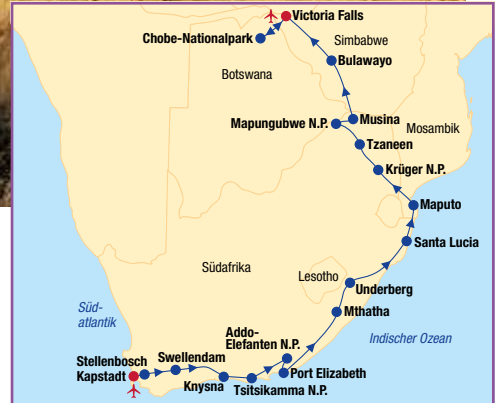 Victoria Falls
Chobe-Nationalpark
Simbabwe
Bulawayo
Botswana
Musina
Mapungubwe N.P.
Mosambik
Tzaneen
Krüger N.P.
Maputo
Santa Lucia
Südafrika
Lesotho
Underberg
Süd-
atlantik
Mthatha
Addo-
Elefanten N.P.
Indischer Ozean
Stellenbosch
Swellendam
Kapstadt
Port Elizabeth
Knysna
Tsitsikamma N.P.